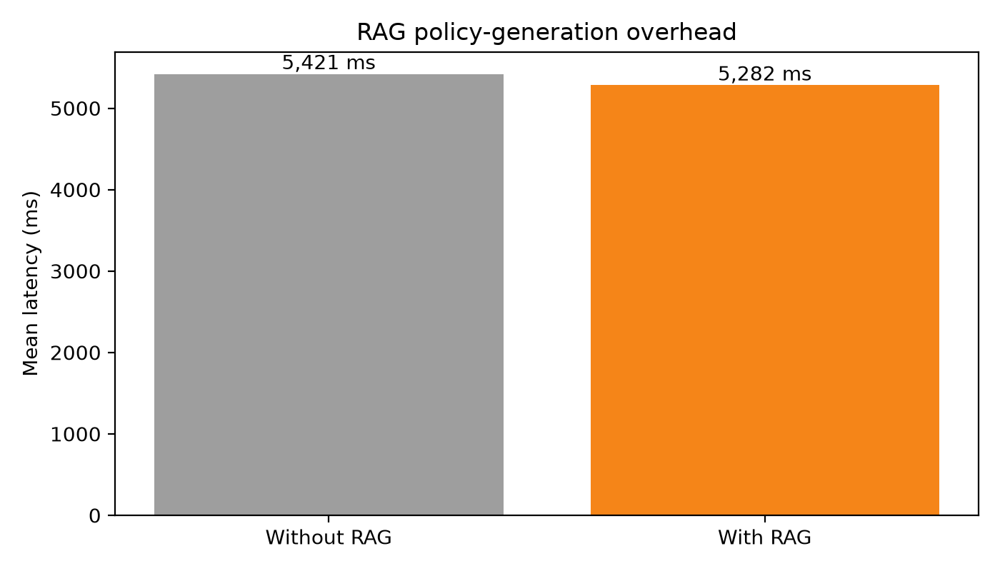 RAG policy-generation overhead
5,421 ms
5,282 ms
Mean latency (ms)
5000
4000
3000
2000
1000
0
Without RAG
With RAG